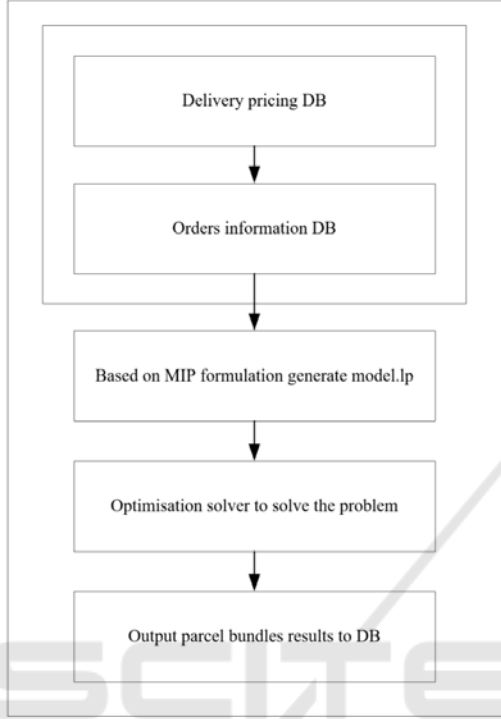 Delivery pricing DB
Orders information DB
Based on MIP formulation generate model.lp
Optimisation solver to solve the problem
Output parcel bundles results to DB
SCITE